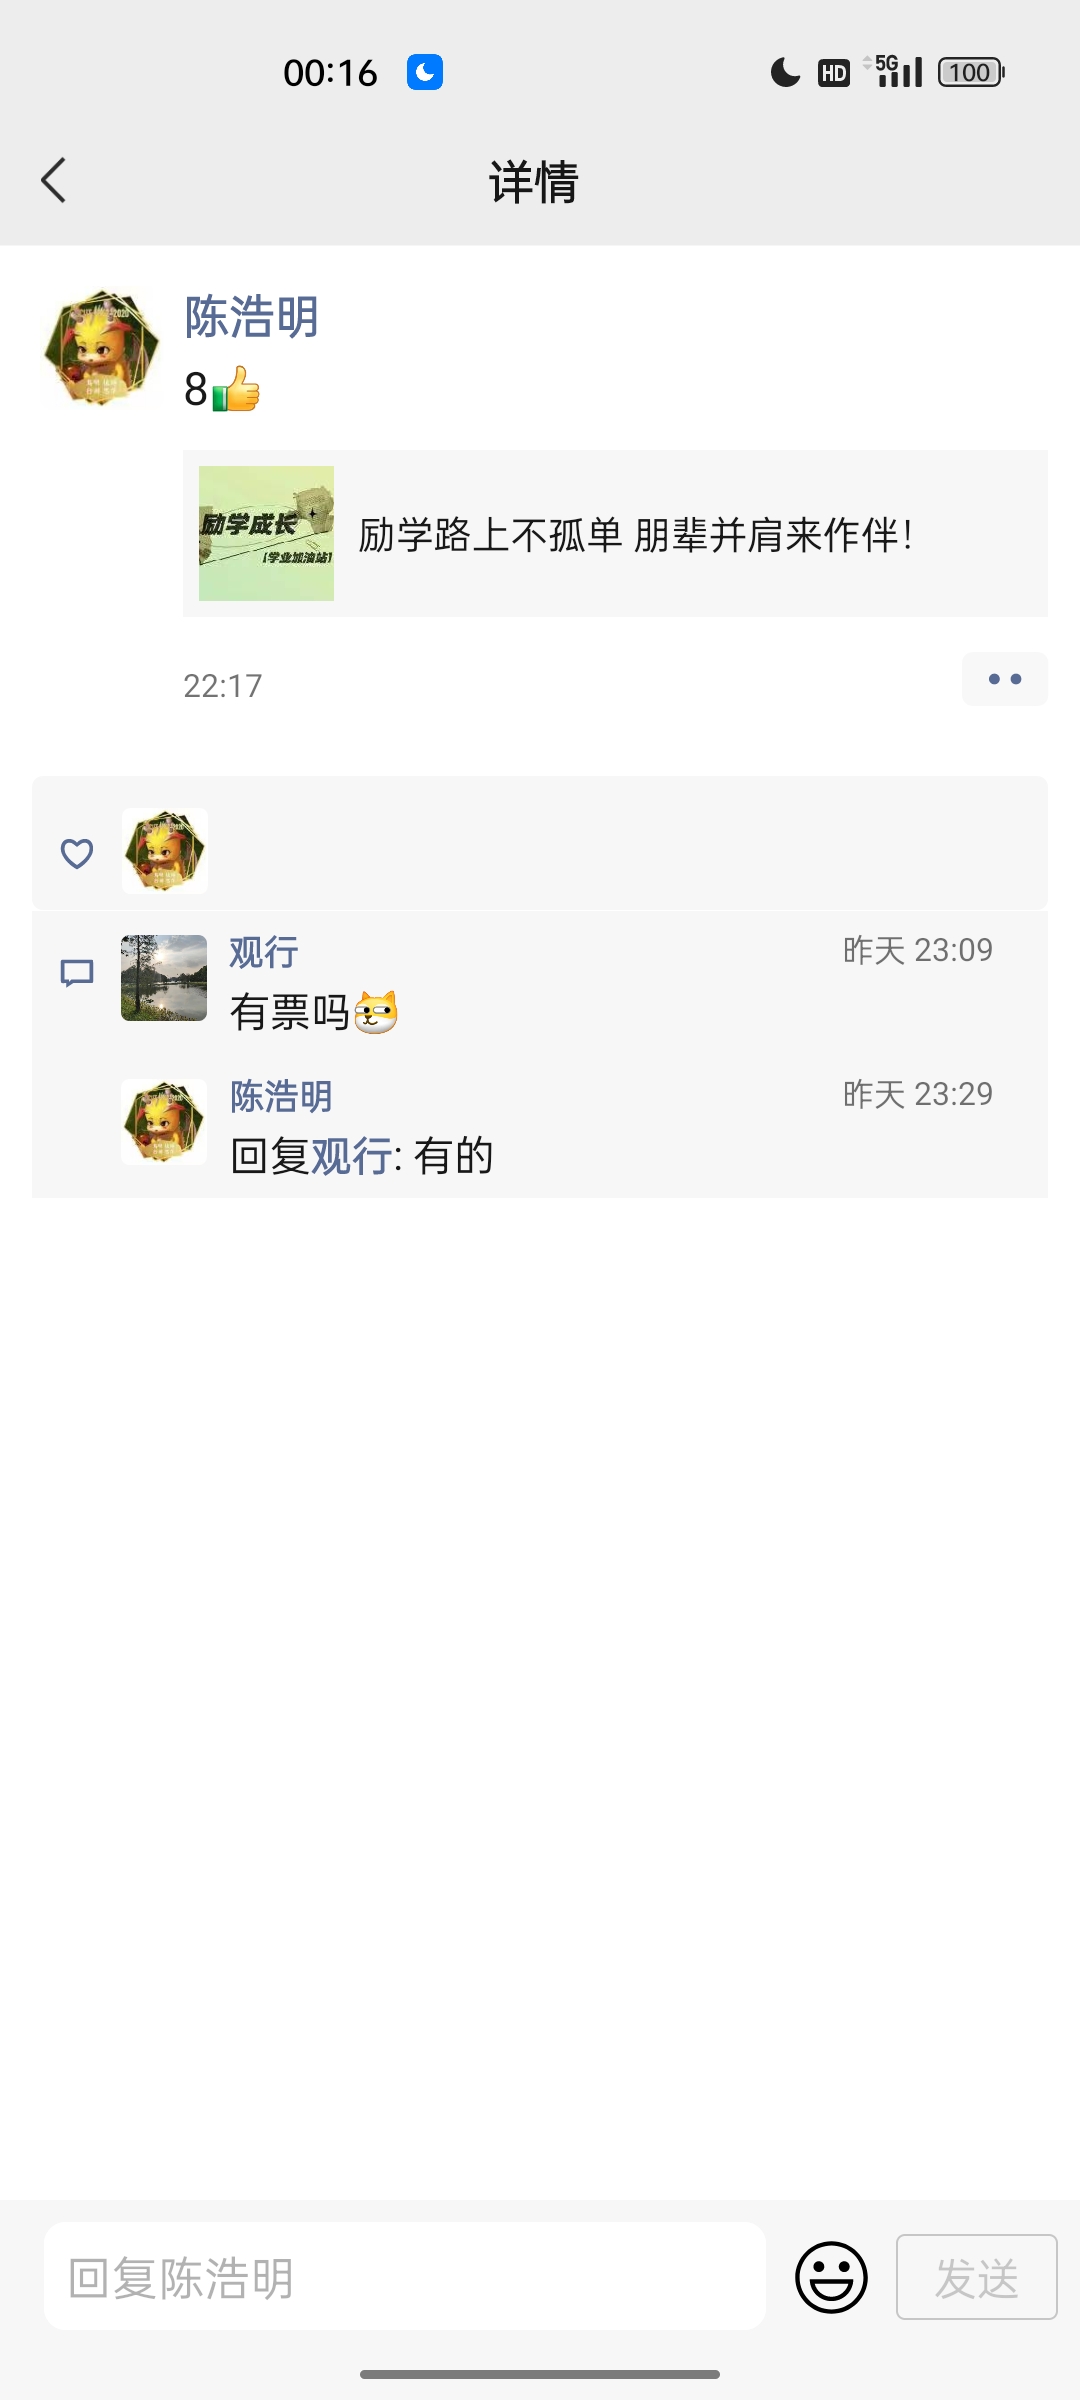 00:16
HD 5G 100
详情
陈浩明
8👍
励学成长
[学业加油站]
励学路上不孤单 朋辈并肩来作伴!
22:17
观行
昨天 23:09
有票吗
陈浩明
昨天 23:29
回复观行: 有的
回复陈浩明
发送